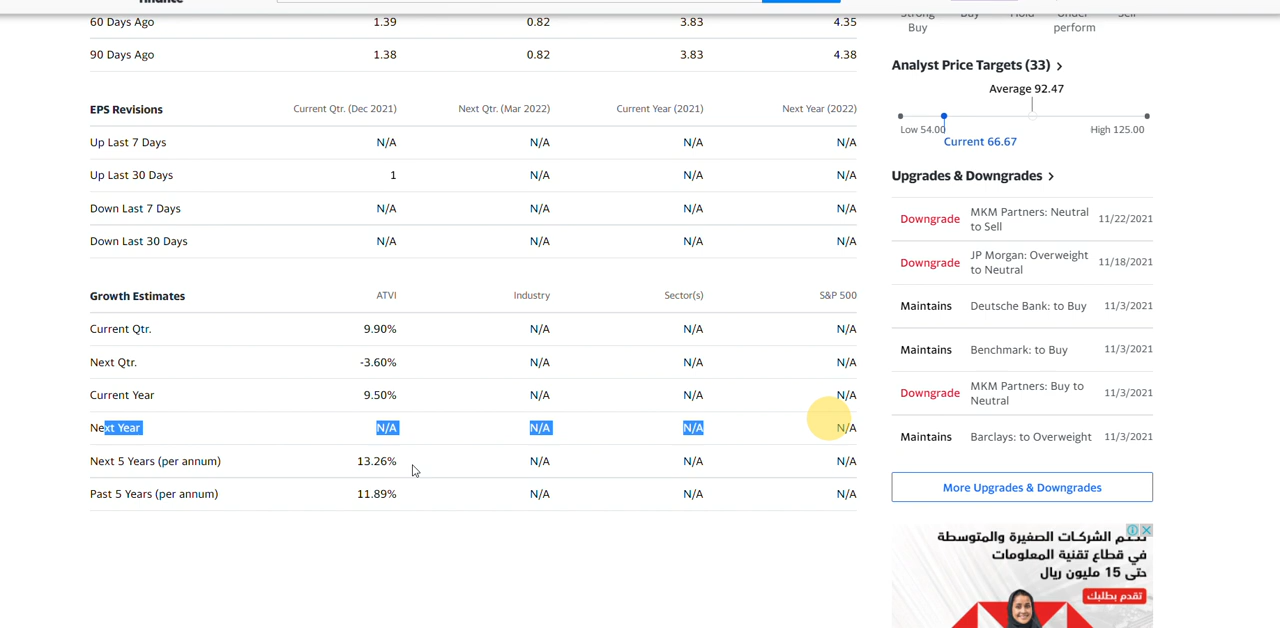 finance
60 Days Ago 1.39 0.82 3.83 4.35
90 Days Ago 1.38 0.82 3.83 4.38
EPS Revisions Current Qtr. (Dec 2021) Next Qtr. (Mar 2022) Current Year (2021) Next Year (2022)
Up Last 7 Days N/A N/A N/A N/A
Up Last 30 Days 1 N/A N/A N/A
Down Last 7 Days N/A N/A N/A N/A
Down Last 30 Days N/A N/A N/A N/A
Growth Estimates ATVI Industry Sector(s) S&P 500
Current Qtr. 9.90% N/A N/A N/A
Next Qtr. -3.60% N/A N/A N/A
Current Year 9.50% N/A N/A N/A
Next Year N/A N/A N/A N/A
Next 5 Years (per annum) 13.26% N/A N/A N/A
Past 5 Years (per annum) 11.89% N/A N/A N/A
Strong Buy Buy Hold Under perform Sell
Analyst Price Targets (33)
Average 92.47
Low 54.00 High 125.00
Current 66.67
Upgrades & Downgrades
Downgrade MKM Partners: Neutral to Sell 11/22/2021
Downgrade JP Morgan: Overweight to Neutral 11/18/2021
Maintains Deutsche Bank: to Buy 11/3/2021
Maintains Benchmark: to Buy 11/3/2021
Downgrade MKM Partners: Buy to Neutral 11/3/2021
Maintains Barclays: to Overweight 11/3/2021
More Upgrades & Downgrades
الشركات الصغيرة والمتوسطة
في قطاع تقنية المعلومات
حتى 15 مليون ريال
تقدم بطلبك